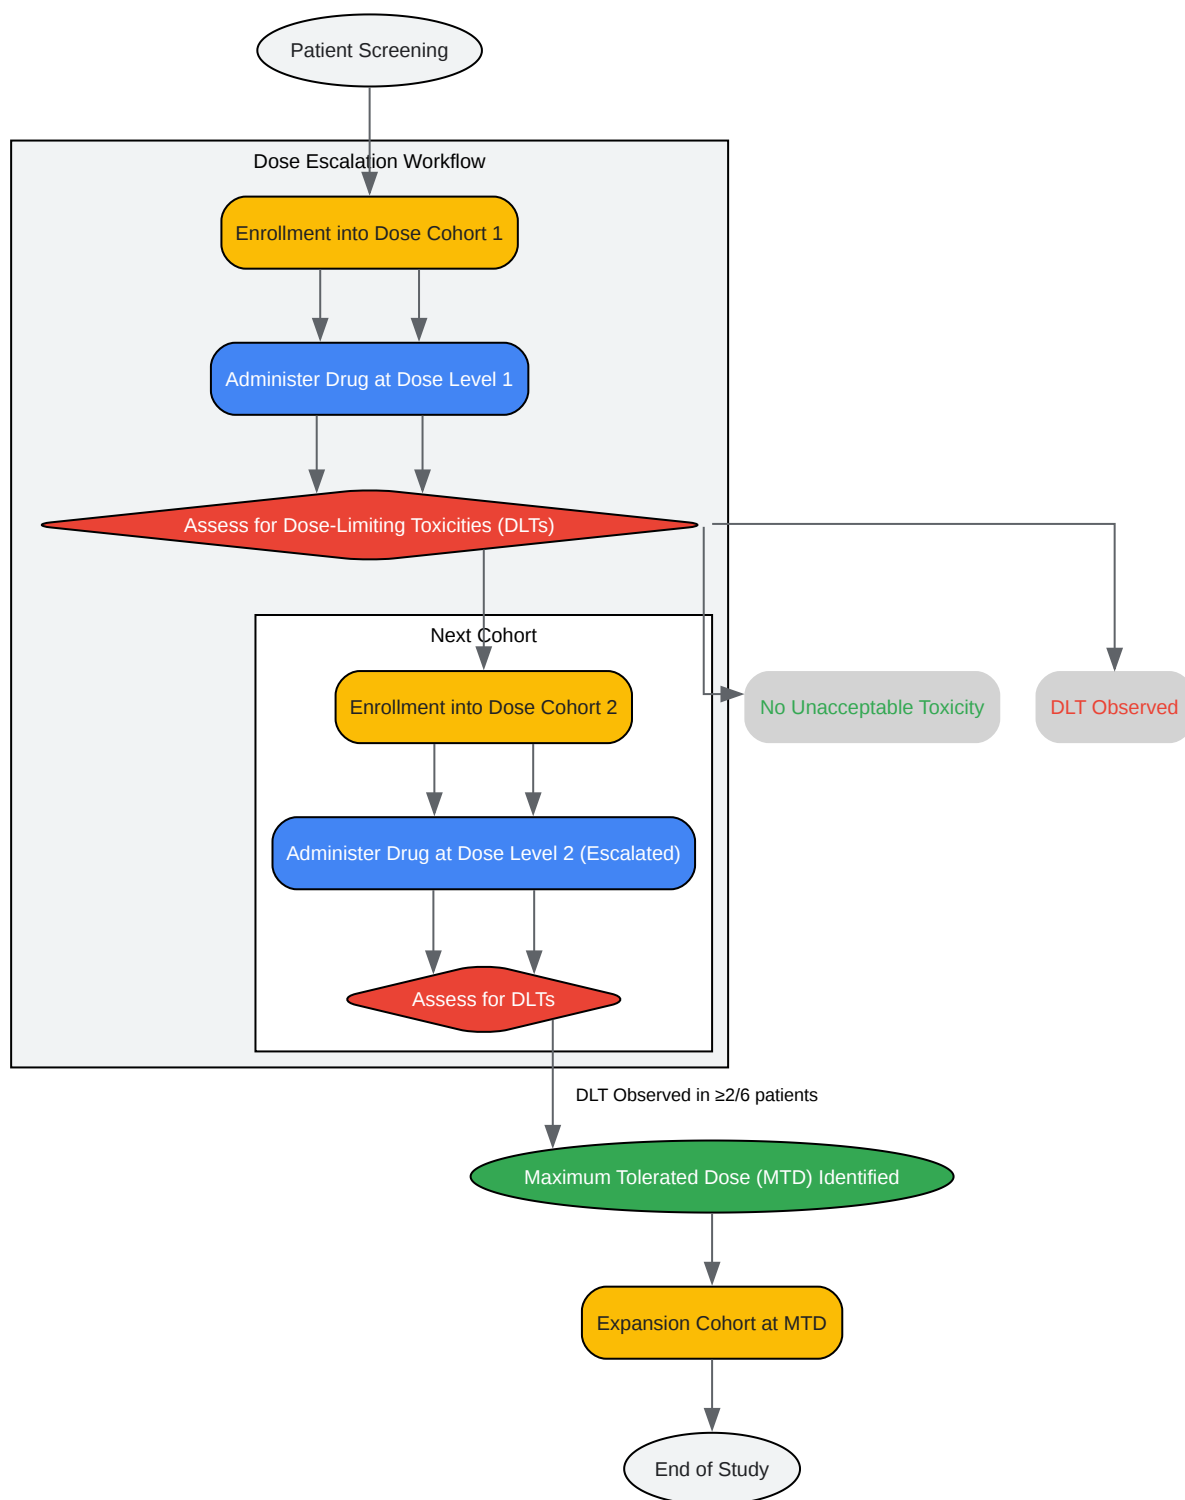 Patient Screening
Dose Escalation Workflow
Enrollment into Dose Cohort 1
Administer Drug at Dose Level 1
Assess for Dose-Limiting Toxicities (DLTs)
Next Cohort
Enrollment into Dose Cohort 2
No Unacceptable Toxicity
DLT Observed
Administer Drug at Dose Level 2 (Escalated)
Assess for DLTs
DLT Observed in ≥2/6 patients
Maximum Tolerated Dose (MTD) Identified
Expansion Cohort at MTD
End of Study